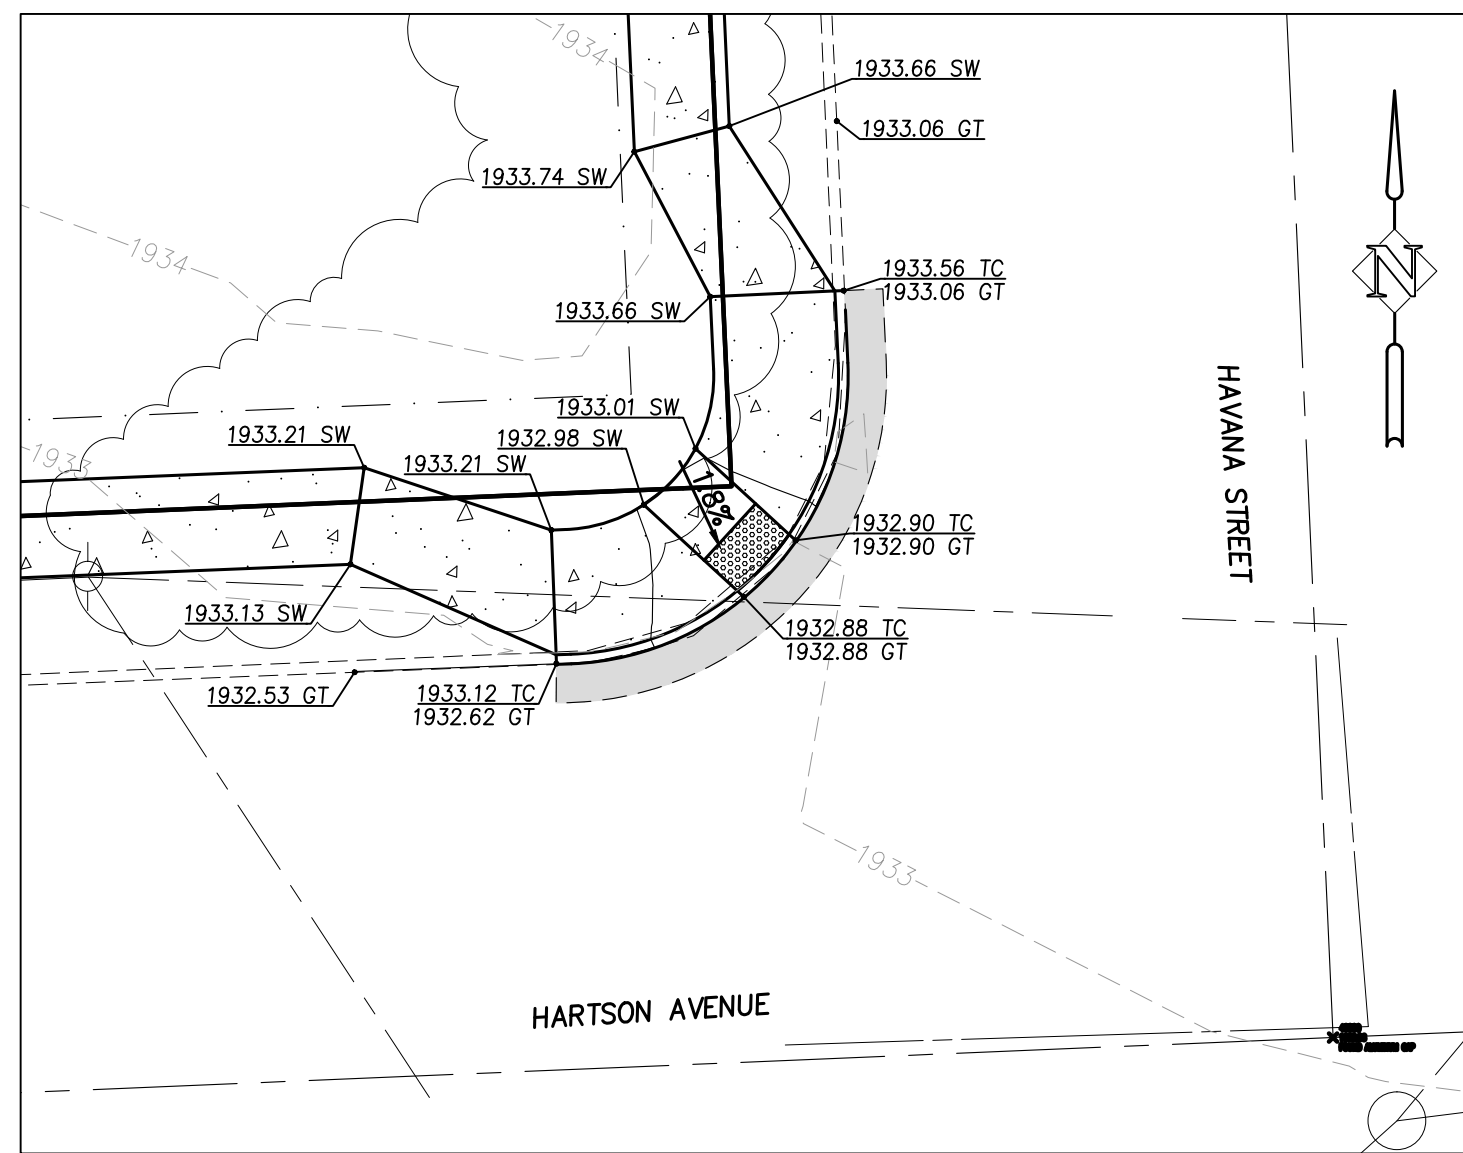 1934
1933.66 SW
1933.06 GT
1933.74 SW
N
1934
1933.56 TC
1933.06 GT
1933.66 SW
HAVANA STREET
1933.01 SW
1933.21 SW
1932.98 SW
1933
1933.21 SW
1.8%
1932.90 TC
1932.90 GT
1933.13 SW
1932.88 TC
1932.88 GT
1932.53 GT
1933.12 TC
1932.62 GT
1933
HARTSON AVENUE